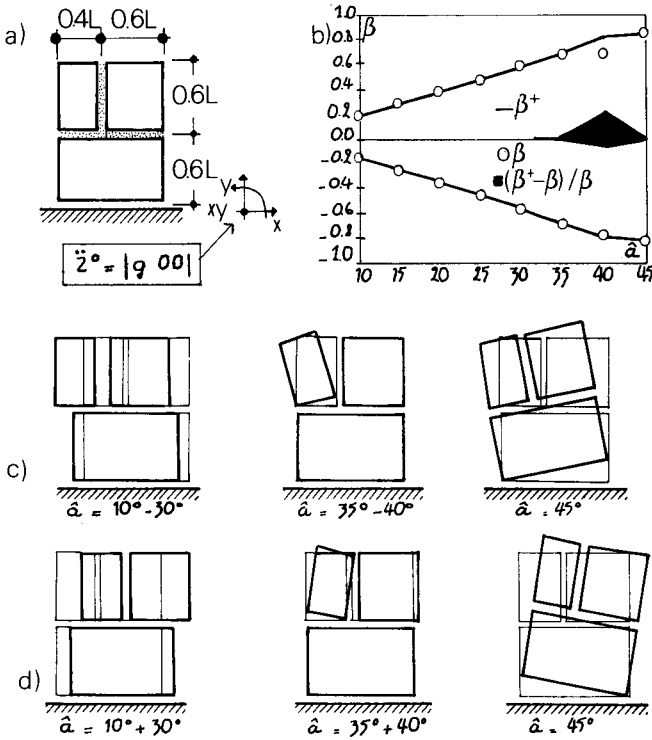 a)
0.4L 0.6L
0.6L
0.6L
y
xy
x
z̈° = |g 00|
b)
β
1.0
0.8
0.6
0.4
0.2
0.0
-0.2
-0.4
-0.6
-0.8
-1.0
— β⁺
○ β
■ (β⁺-β)/β
â
10 15 20 25 30 35 40 45
c)
â = 10°-30°
â = 35°-40°
â = 45°
d)
â = 10°+30°
â = 35°+40°
â = 45°